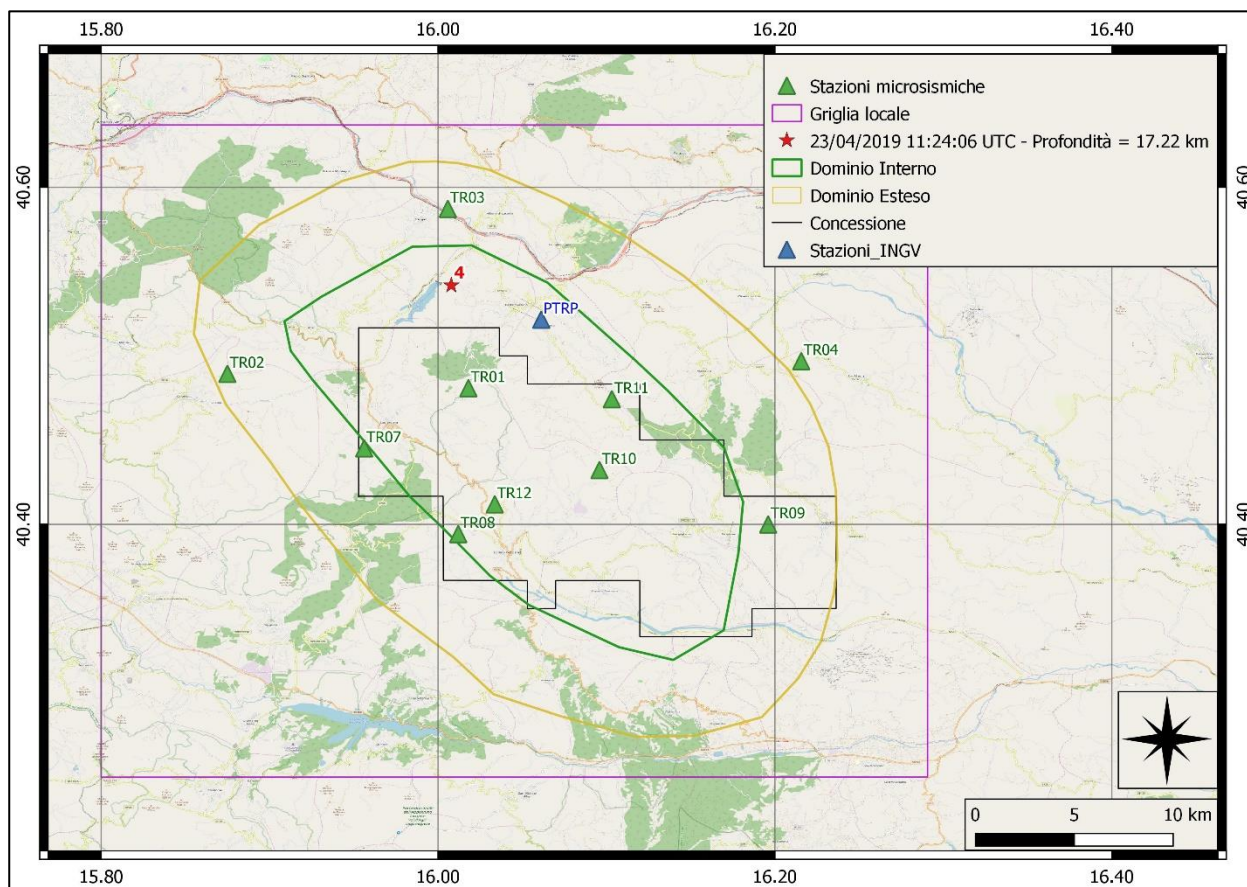 15.80 16.00 16.20 16.40
Stazioni microsismiche
Griglia locale
23/04/2019 11:24:06 UTC - Profondità = 17.22 km
Dominio Interno
Dominio Esteso
Concessione
Stazioni_INGV
40.60 40.60
TR03
4
PTRP
TR02
TR04
TR01
TR11
TR07
TR10
TR12
TR08
TR09
40.40 40.40
0 5 10 km
15.80 16.00 16.20 16.40